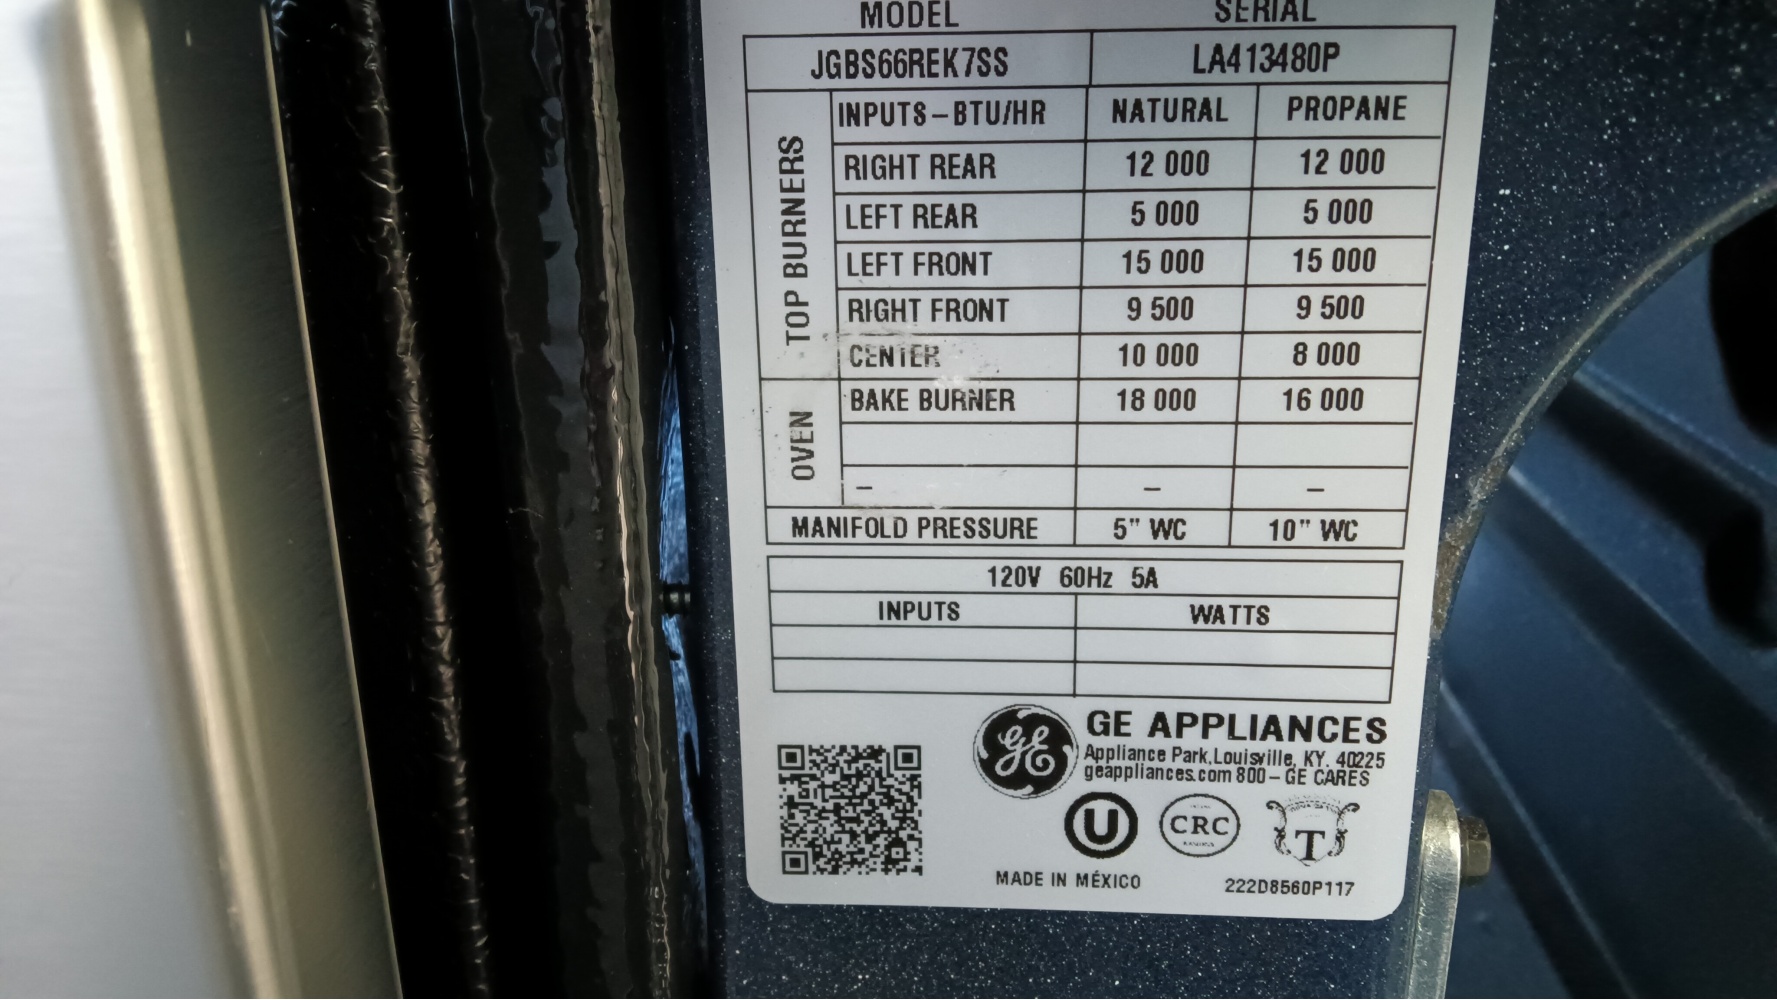 MODEL SERIAL
JGBS66REK7SS LA413480P
TOP BURNERS
INPUTS-BTU/HR NATURAL PROPANE
RIGHT REAR 12 000 12 000
LEFT REAR 5 000 5 000
LEFT FRONT 15 000 15 000
RIGHT FRONT 9 500 9 500
CENTER 10 000 8 000
OVEN
BAKE BURNER 18 000 16 000
– – –
MANIFOLD PRESSURE 5" WC 10" WC
120V 60Hz 5A
INPUTS WATTS
GE GE APPLIANCES
Appliance Park,Louisville, KY. 40225
geappliances.com 800-GE CARES
U CRC T
MADE IN MÉXICO 222D8560P117